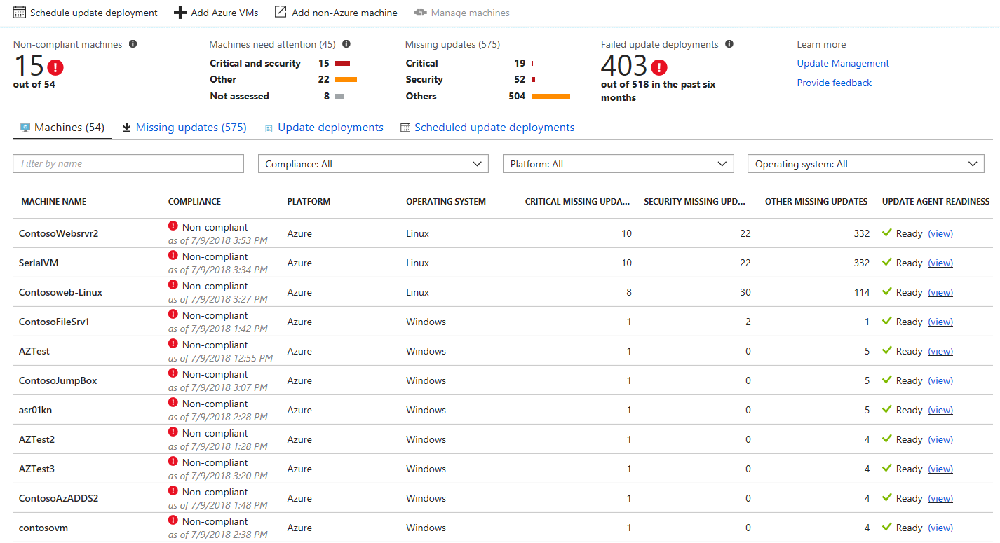 Schedule update deployment Add Azure VMs Add non-Azure machine Manage machines
Non-compliant machines Machines need attention (45) Missing updates (575) Failed update deployments Learn more
15 Critical and security 15 Critical 19 403 Update Management
out of 54 Other 22 Security 52 out of 518 in the past six Provide feedback
Not assessed 8 Others 504 months
Machines (54) Missing updates (575) Update deployments Scheduled update deployments
Filter by name Compliance: All Platform: All Operating system: All
MACHINE NAME COMPLIANCE PLATFORM OPERATING SYSTEM CRITICAL MISSING UPDA... SECURITY MISSING UPD... OTHER MISSING UPDATES UPDATE AGENT READINESS
ContosoWebsrvr2 Non-compliant Azure Linux 10 22 332 Ready (view)
as of 7/9/2018 3:53 PM
SerialVM Non-compliant Azure Linux 10 22 332 Ready (view)
as of 7/9/2018 3:34 PM
Contosoweb-Linux Non-compliant Azure Linux 8 30 114 Ready (view)
as of 7/9/2018 3:27 PM
ContosoFileSrv1 Non-compliant Azure Windows 1 2 1 Ready (view)
as of 7/9/2018 1:42 PM
AZTest Non-compliant Azure Windows 1 0 5 Ready (view)
as of 7/9/2018 12:55 PM
ContosoJumpBox Non-compliant Azure Windows 1 0 5 Ready (view)
as of 7/9/2018 3:07 PM
asr01kn Non-compliant Azure Windows 1 0 5 Ready (view)
as of 7/9/2018 2:28 PM
AZTest2 Non-compliant Azure Windows 1 0 4 Ready (view)
as of 7/9/2018 1:28 PM
AZTest3 Non-compliant Azure Windows 1 0 4 Ready (view)
as of 7/9/2018 3:20 PM
ContosoAzADDS2 Non-compliant Azure Windows 1 0 4 Ready (view)
as of 7/9/2018 1:48 PM
contosovm Non-compliant Azure Windows 1 0 4 Ready (view)
as of 7/9/2018 2:38 PM